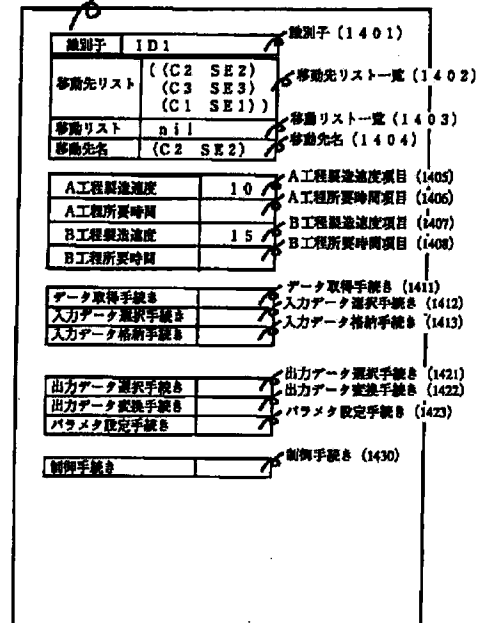 識別子 ID1 識別子(1401)
移動先リスト ((C2 SE2) 移動先リスト一覧(1402)
(C3 SE3)
(C1 SE1))
移動リスト nil 移動リスト一覧(1403)
移動先名 (C2 SE2) 移動先名(1404)
A工程製造速度 10 A工程製造速度項目(1405)
A工程所要時間 A工程所要時間項目(1406)
B工程製造速度 15 B工程製造速度項目(1407)
B工程所要時間 B工程所要時間項目(1408)
データ取得手続き データ取得手続き(1411)
入力データ選択手続き 入力データ選択手続き(1412)
入力データ格納手続き 入力データ格納手続き(1413)
出力データ選択手続き 出力データ選択手続き(1421)
出力データ変換手続き 出力データ変換手続き(1422)
パラメタ設定手続き パラメタ設定手続き(1423)
制御手続き 制御手続き(1430)